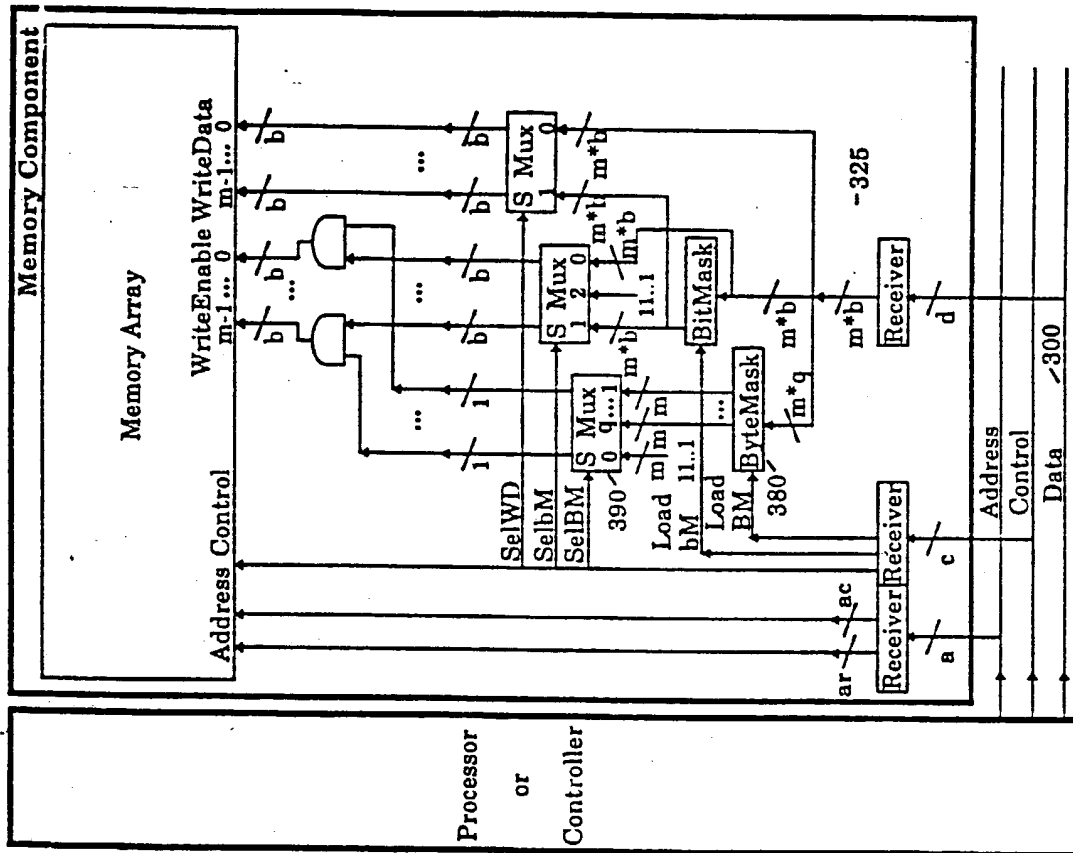 Memory Component
Memory Array
Address Control
WriteEnable WriteData
m-1... 0
m-1... 0
b
b
b
b
...
...
...
1
1
b
b
b
b
...
...
SelWD
SelbM
SelBM
S Mux
0 q...1
S Mux
1 2 0
S Mux
1 0
390
m m m
...
11..1
m*b
11..1
m*b
m*b
m*b
Load
bM
Load
BM
ByteMask
BitMask
380
m*q
m*b
m*b
325
ar
ac
Receiver
Receiver
Receiver
a
c
d
Address
Control
Data
300
Processor
or
Controller